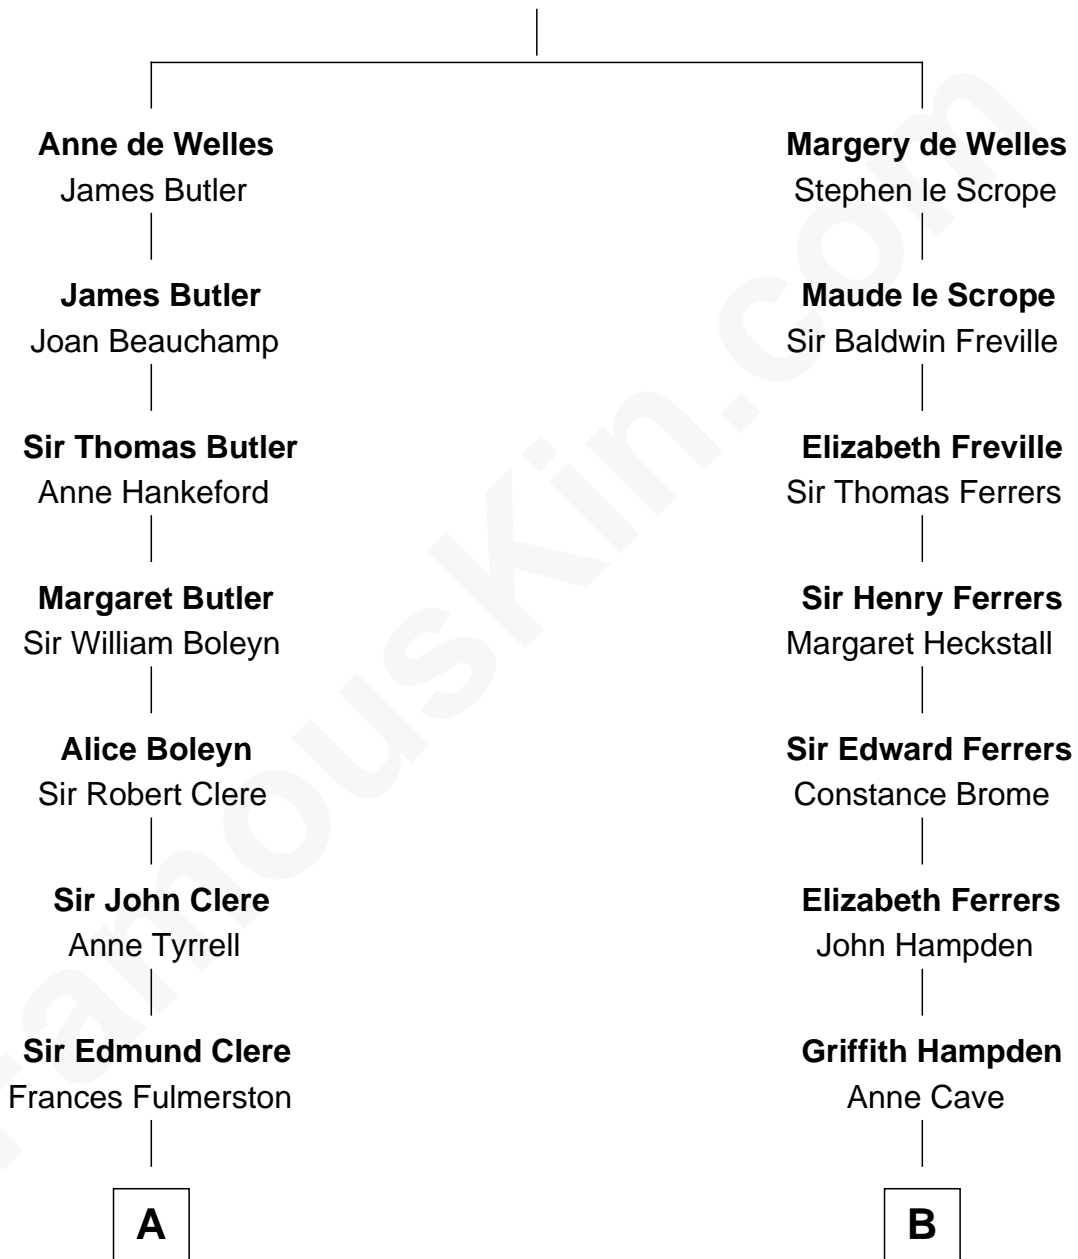 Anne de Welles
James Butler
James Butler
Joan Beauchamp
Sir Thomas Butler
Anne Hankeford
Margaret Butler
Sir William Boleyn
Alice Boleyn
Sir Robert Clere
Sir John Clere
Anne Tyrrell
Sir Edmund Clere
Frances Fulmerston
A
Margery de Welles
Stephen le Scrope
Maude le Scrope
Sir Baldwin Freville
Elizabeth Freville
Sir Thomas Ferrers
Sir Henry Ferrers
Margaret Heckstall
Sir Edward Ferrers
Constance Brome
Elizabeth Ferrers
John Hampden
Griffith Hampden
Anne Cave
B
FamousKin.com